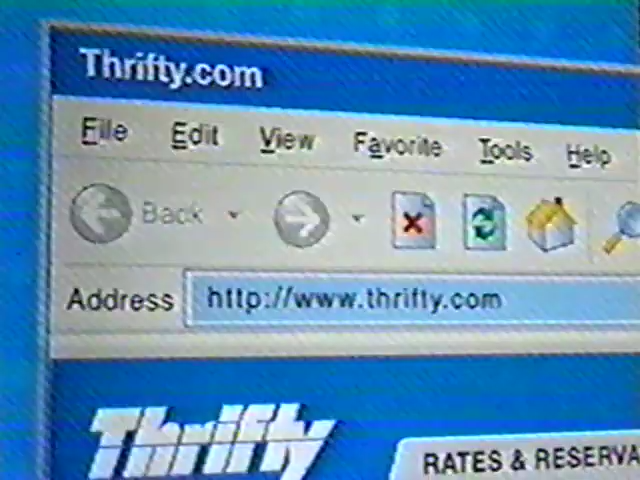 Thrifty.com
File Edit View Favorite Tools Help
Back
Address http://www.thrifty.com
Thrifty
RATES & RESERVA